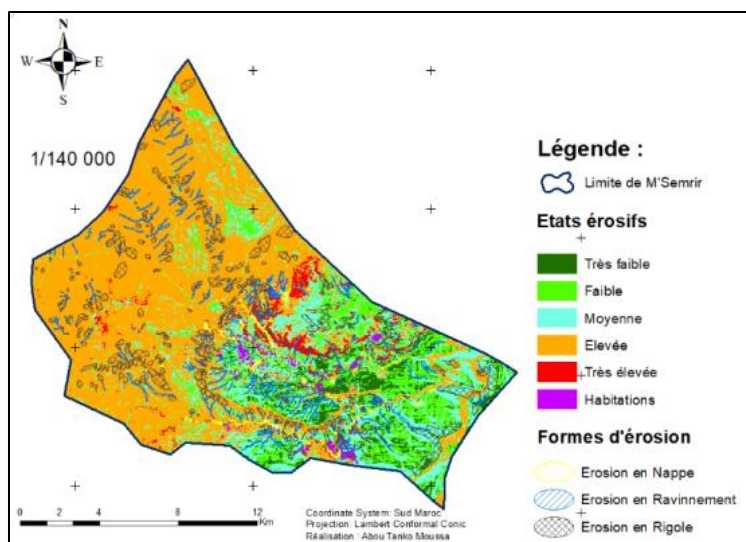 N
W E
S
1/140 000
Légende :
Limite de M'Semrir
Etats érosifs
Très faible
Faible
Moyenne
Elevée
Très élevée
Habitations
Formes d'érosion
Erosion en Nappe
Erosion en Ravinnement
Erosion en Rigole
0 2 4 8 12
Km
Coordinate System: Sud Maroc
Projection: Lambert Conformal Conic
Réalisation : Abou Tanko Moussa